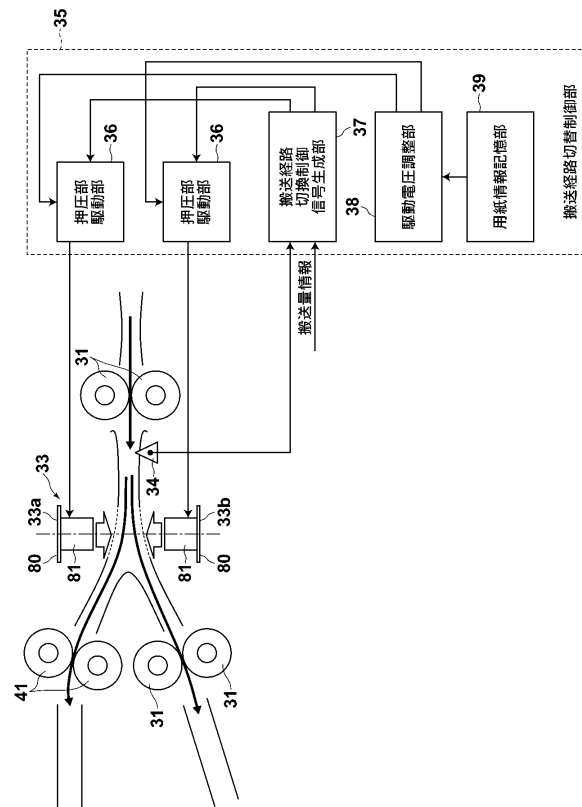 35
36
押圧部
駆動部
36
押圧部
駆動部
37
搬送経路
切換制御
信号生成部
38
駆動電圧調整部
39
用紙情報記憶部
搬送経路切替制御部
搬送量情報
31
34
33
33a
80
81
33b
80
81
41
31
31